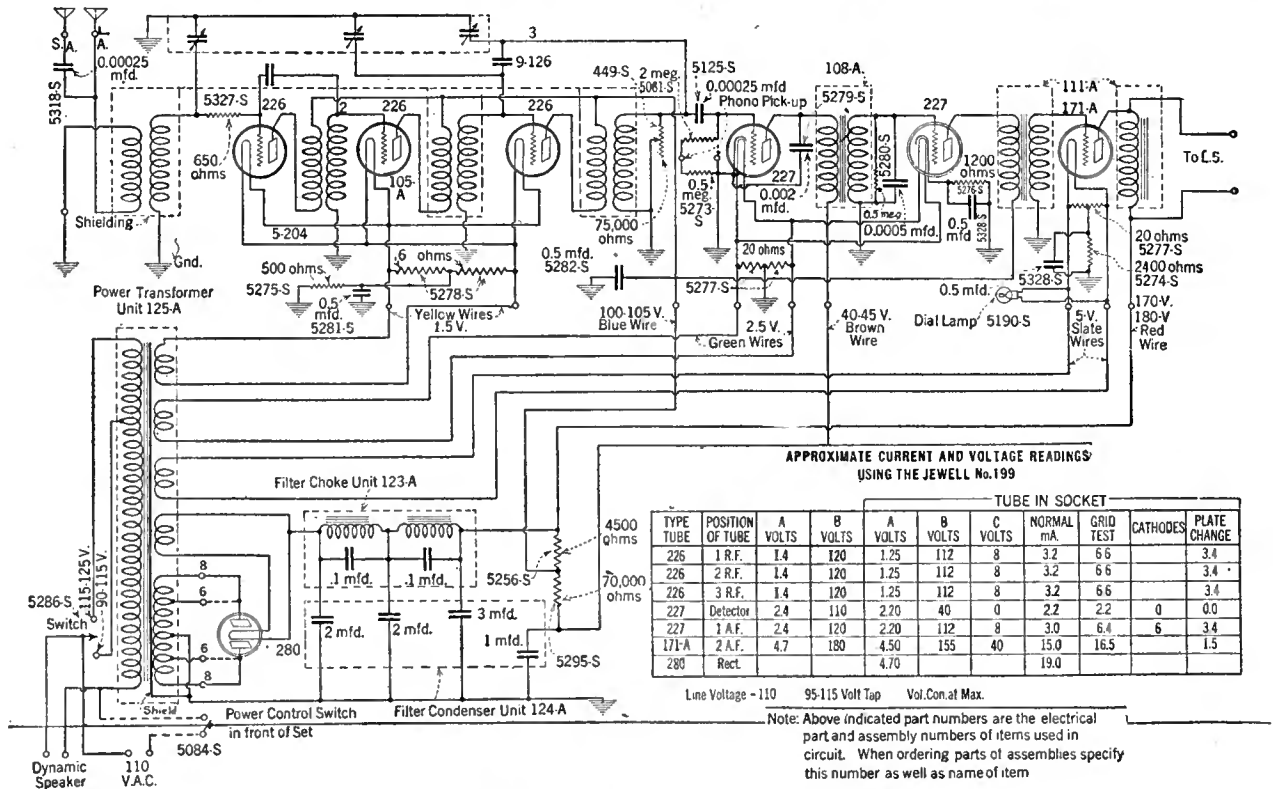 S.A.
L.A.
0.00025
mfd.
5318-S
3
9-126
449-S
2 meg.
5081-S
5125-S
0.00025 mfd
Phono Pick-up
108-A.
5279-S
111-A
5327-S
226
2
226
226
227
171-A
650
ohms
105-
A
227
0.002
mfd.
5280-S
0.5 meg
0.0005 mfd.
1200
ohms
5276-S
0.5
mfd
5328-S
To L.S.
Shielding
5-204
0.5
meg.
5273-
S
75,000
ohms
20 ohms
5277-S
2400 ohms
5274-S
Gnd.
500 ohms
5275-S
6 ohms
5278-S
0.5 mfd.
5282-S
20 ohms
5277-S
5328-S
0.5 mfd.
Power Transformer
Unit 125-A
0.5
mfd.
5281-S
Yellow Wires
1.5 V.
100-105 V.
Blue Wire
2.5 V.
Green Wires
40-45 V.
Brown
Wire
Dial Lamp
5190-S
5-V.
Slate
Wires
170-V.
180-V
Red
Wire
Filter Choke Unit 123-A
115-125 V.
90-115 V.
5286-S
Switch
8
6
6
8
280
.1 mfd.
.1 mfd.
2 mfd.
2 mfd.
3 mfd.
1 mfd.
5256-S
4500
ohms
70,000
ohms
5295-S
Shield
Power Control Switch
in front of Set
Filter Condenser Unit 124-A
5084-S
Dynamic
Speaker
110
V.A.C.
APPROXIMATE CURRENT AND VOLTAGE READINGS
USING THE JEWELL No.199
TUBE IN SOCKET
TYPE TUBE POSITION OF TUBE A VOLTS B VOLTS A VOLTS B VOLTS C VOLTS NORMAL mA. GRID TEST CATHODES PLATE CHANGE
226 1 R.F. 1.4 120 1.25 112 8 3.2 6.6 3.4
226 2 R.F. 1.4 120 1.25 112 8 3.2 6.6 3.4
226 3 R.F. 1.4 120 1.25 112 8 3.2 6.6 3.4
227 Detector 2.4 110 2.20 40 0 2.2 2.2 0 0.0
227 1 A.F. 2.4 120 2.20 112 8 3.0 6.4 6 3.4
171-A 2 A.F. 4.7 180 4.50 155 40 15.0 16.5 1.5
280 Rect. 4.70 19.0
Line Voltage - 110 95-115 Volt Tap Vol.Con.at Max.
Note: Above indicated part numbers are the electrical
part and assembly numbers of items used in
circuit. When ordering parts of assemblies specify
this number as well as name of item